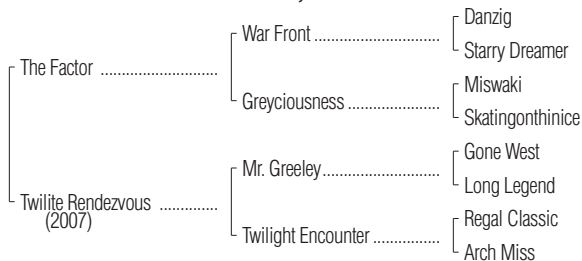 Danzig
War Front ................................
Starry Dreamer
The Factor ..............................
Miswaki
Greyciousness .....................
Skatingonthinice
Gone West
Mr. Greeley .............................
Long Legend
Twilite Rendezvous ...............
(2007)
Regal Classic
Twilight Encounter .................
Arch Miss